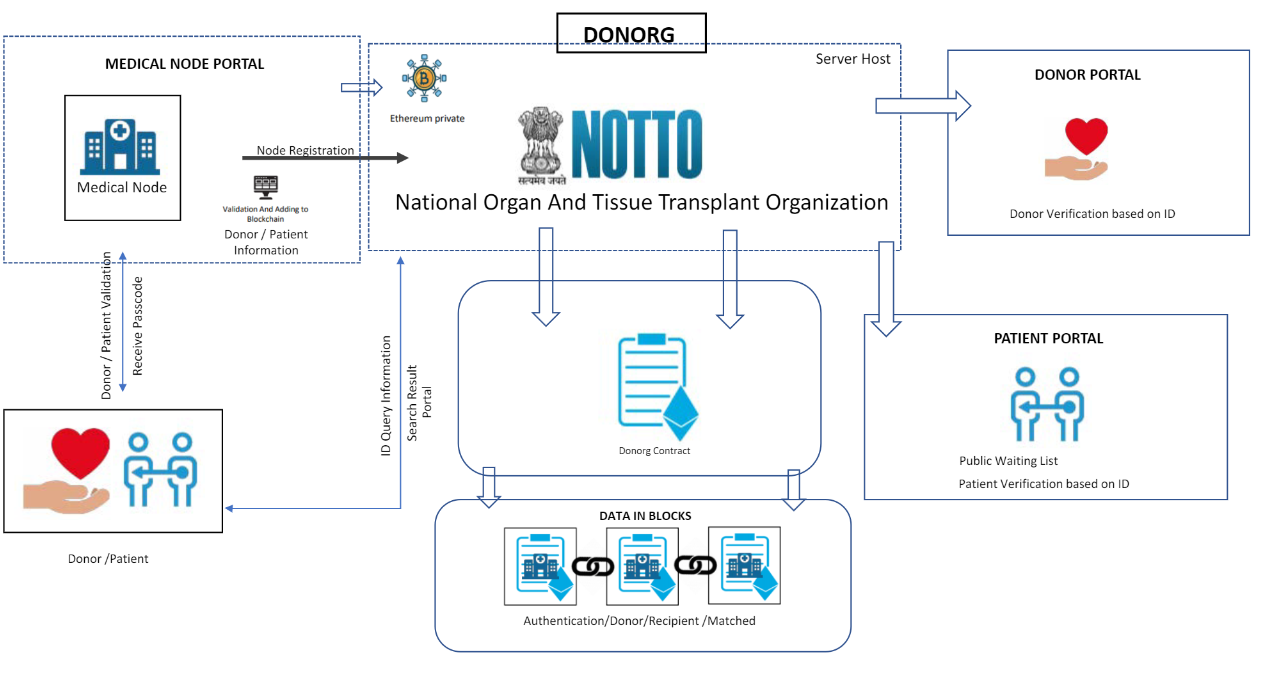 DONORG
MEDICAL NODE PORTAL
Medical Node
Node Registration
Validation And Adding to
Blockchain
Donor / Patient
Information
Server Host
Ethereum private
सत्यमेव जयते
NOTTO
National Organ And Tissue Transplant Organization
DONOR PORTAL
Donor Verification based on ID
Donor / Patient Validation
Receive Passcode
ID Query Information
Search Result
Portal
Donorg Contract
PATIENT PORTAL
Public Waiting List
Patient Verification based on ID
Donor /Patient
DATA IN BLOCKS
Authentication/Donor/Recipient /Matched